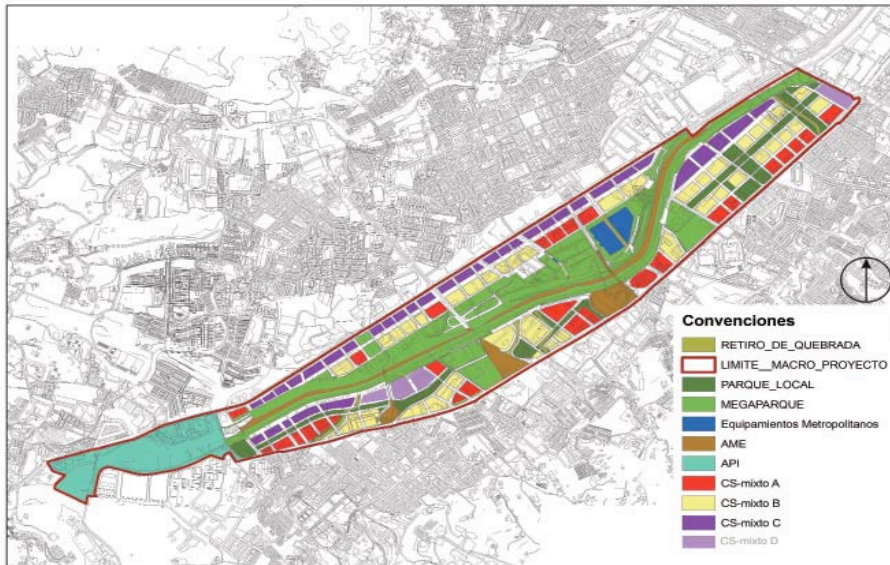 Convenciones
RETIRO_DE_QUEBRADA
LIMITE__MACRO_PROYECTO
PARQUE_LOCAL
MEGAPARQUE
Equipamientos Metropolitanos
AME
API
CS-mixto A
CS-mixto B
CS-mixto C
CS-mixto D